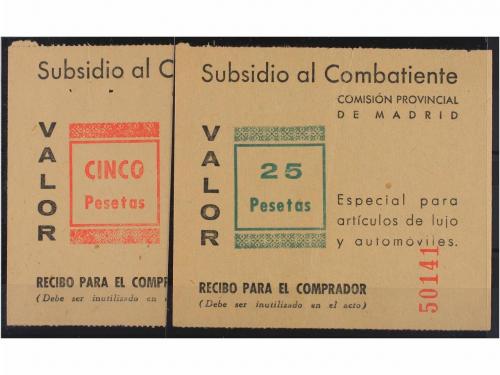 Subsidio al C
VALOR
CINCO
Pesetas
RECIBO PARA EL COMPR
(Debe ser inutilizado en e
Subsidio al Combatiente
COMISIÓN PROVINCIAL
DE MADRID
VALOR
25
Pesetas
Especial para
artículos de lujo
y automóviles.
50141
RECIBO PARA EL COMPRADOR
(Debe ser inutilizado en el acto)